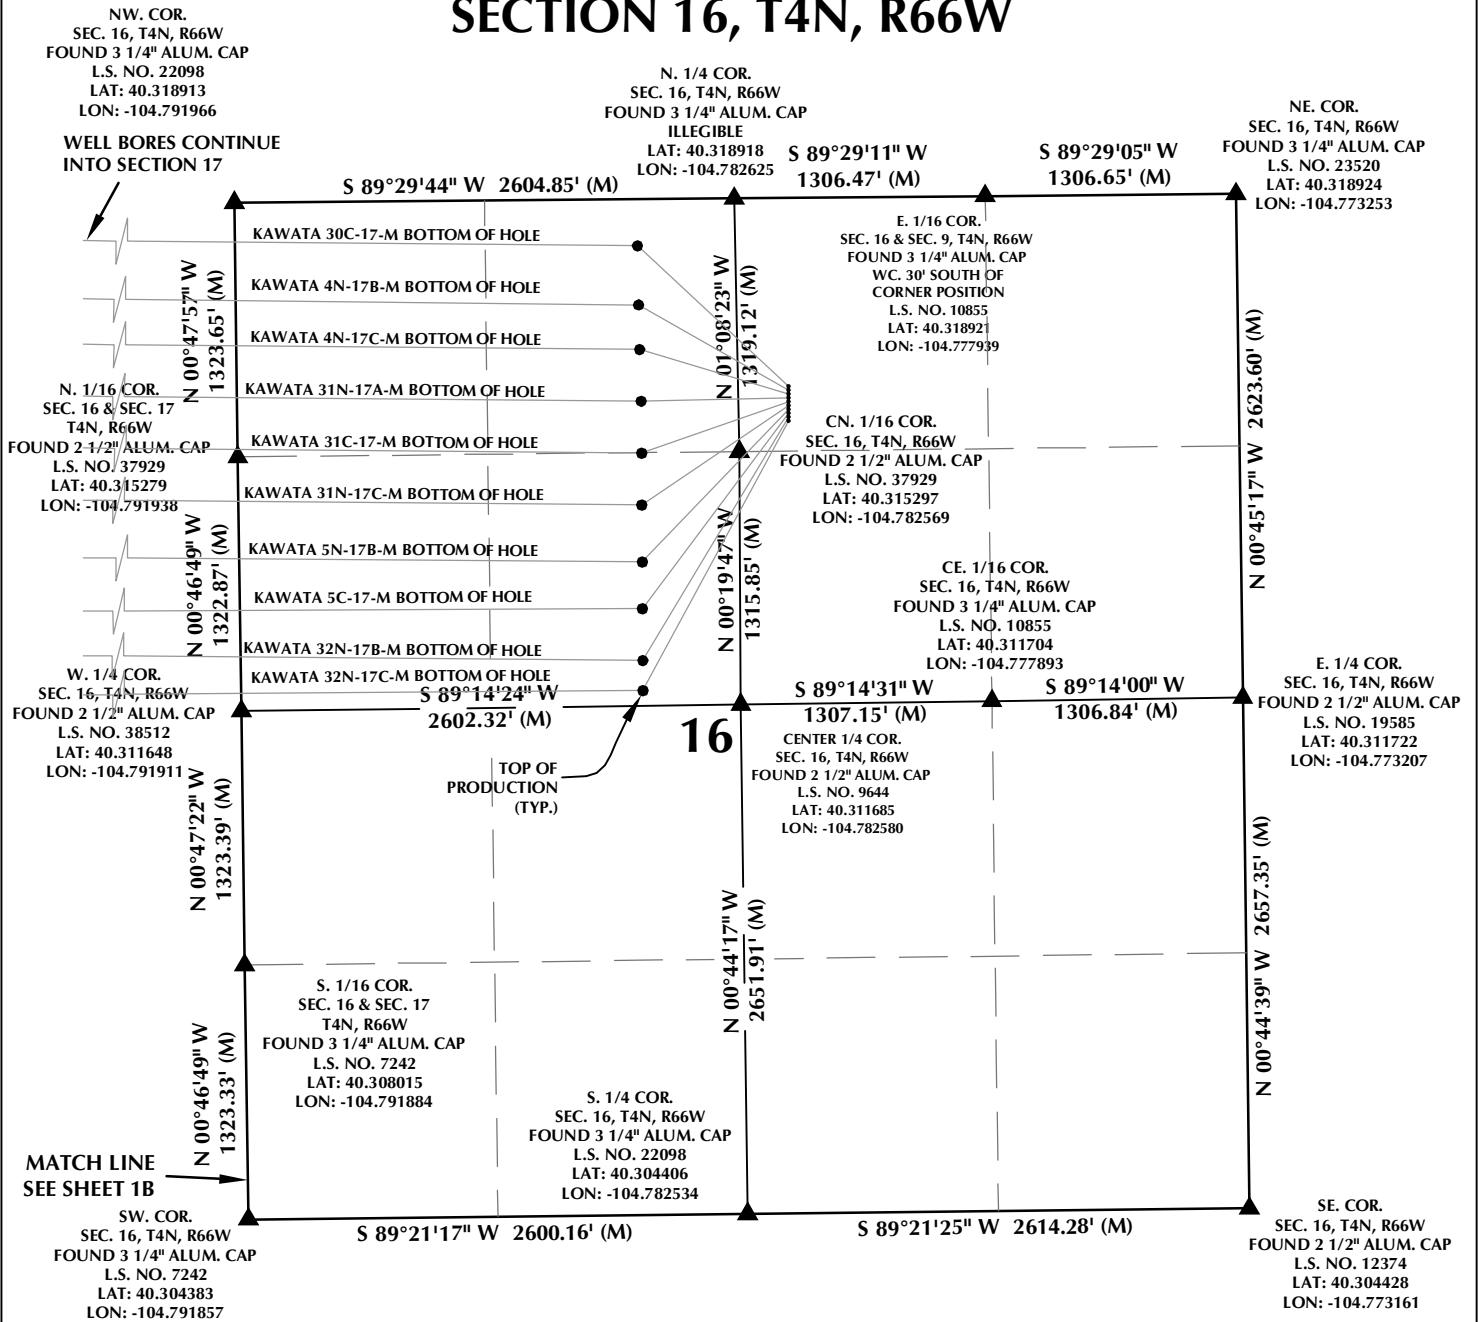 SECTION 16, T4N, R66W
NW. COR.
SEC. 16, T4N, R66W
FOUND 3 1/4" ALUM. CAP
L.S. NO. 22098
LAT: 40.318913
LON: -104.791966
WELL BORES CONTINUE
INTO SECTION 17
N. 1/4 COR.
SEC. 16, T4N, R66W
FOUND 3 1/4" ALUM. CAP
ILLEGIBLE
LAT: 40.318918
LON: -104.782625
NE. COR.
SEC. 16, T4N, R66W
FOUND 3 1/4" ALUM. CAP
L.S. NO. 23520
LAT: 40.318924
LON: -104.773253
S 89°29'44" W 2604.85' (M)
S 89°29'11" W
1306.47' (M)
S 89°29'05" W
1306.65' (M)
E. 1/16 COR.
SEC. 16 & SEC. 9, T4N, R66W
FOUND 3 1/4" ALUM. CAP
WC. 30' SOUTH OF
CORNER POSITION
L.S. NO. 10855
LAT: 40.318921
LON: -104.777939
KAWATA 30C-17-M BOTTOM OF HOLE
KAWATA 4N-17B-M BOTTOM OF HOLE
KAWATA 4N-17C-M BOTTOM OF HOLE
KAWATA 31N-17A-M BOTTOM OF HOLE
KAWATA 31C-17-M BOTTOM OF HOLE
KAWATA 31N-17C-M BOTTOM OF HOLE
KAWATA 5N-17B-M BOTTOM OF HOLE
KAWATA 5C-17-M BOTTOM OF HOLE
KAWATA 32N-17B-M BOTTOM OF HOLE
KAWATA 32N-17C-M BOTTOM OF HOLE
N 00°47'57" W
1323.65' (M)
N 01°08'23" W
1319.12' (M)
N 00°45'17" W 2623.60' (M)
N. 1/16 COR.
SEC. 16 & SEC. 17
T4N, R66W
FOUND 2 1/2" ALUM. CAP
L.S. NO. 37929
LAT: 40.315279
LON: -104.791938
CN. 1/16 COR.
SEC. 16, T4N, R66W
FOUND 2 1/2" ALUM. CAP
L.S. NO. 37929
LAT: 40.315297
LON: -104.782569
N 00°46'49" W
1322.87' (M)
N 00°19'47" W
1315.85' (M)
CE. 1/16 COR.
SEC. 16, T4N, R66W
FOUND 3 1/4" ALUM. CAP
L.S. NO. 10855
LAT: 40.311704
LON: -104.777893
W. 1/4 COR.
SEC. 16, T4N, R66W
FOUND 2 1/2" ALUM. CAP
L.S. NO. 38512
LAT: 40.311648
LON: -104.791911
E. 1/4 COR.
SEC. 16, T4N, R66W
FOUND 2 1/2" ALUM. CAP
L.S. NO. 19585
LAT: 40.311722
LON: -104.773207
S 89°14'24" W
2602.32' (M)
S 89°14'31" W
1307.15' (M)
S 89°14'00" W
1306.84' (M)
16
CENTER 1/4 COR.
SEC. 16, T4N, R66W
FOUND 2 1/2" ALUM. CAP
L.S. NO. 9644
LAT: 40.311685
LON: -104.782580
TOP OF
PRODUCTION
(TYP.)
N 00°47'22" W
1323.39' (M)
N 00°44'17" W
2651.91' (M)
N 00°44'39" W 2657.35' (M)
S. 1/16 COR.
SEC. 16 & SEC. 17
T4N, R66W
FOUND 3 1/4" ALUM. CAP
L.S. NO. 7242
LAT: 40.308015
LON: -104.791884
N 00°46'49" W
1323.33' (M)
S. 1/4 COR.
SEC. 16, T4N, R66W
FOUND 3 1/4" ALUM. CAP
L.S. NO. 22098
LAT: 40.304406
LON: -104.782534
MATCH LINE
SEE SHEET 1B
SW. COR.
SEC. 16, T4N, R66W
FOUND 3 1/4" ALUM. CAP
L.S. NO. 7242
LAT: 40.304383
LON: -104.791857
S 89°21'17" W 2600.16' (M)
S 89°21'25" W 2614.28' (M)
SE. COR.
SEC. 16, T4N, R66W
FOUND 2 1/2" ALUM. CAP
L.S. NO. 12374
LAT: 40.304428
LON: -104.773161